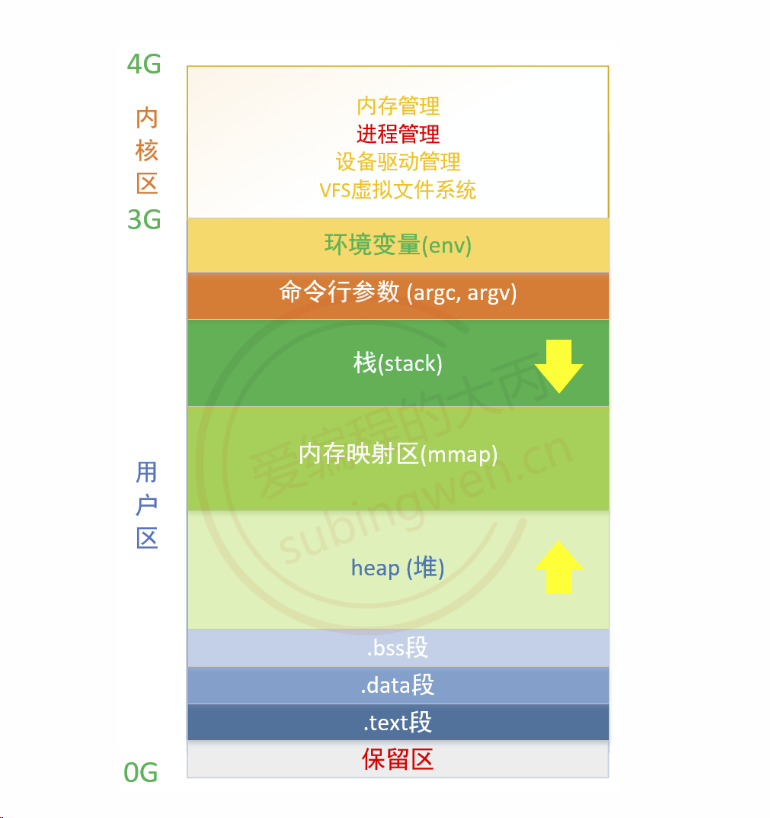 4G
内核区
内存管理
进程管理
设备驱动管理
VFS虚拟文件系统
3G
环境变量(env)
命令行参数 (argc, argv)
栈(stack)
内存映射区(mmap)
用户区
heap (堆)
.bss段
.data段
.text段
保留区
0G
爱编程的大丙
subingwen.cn